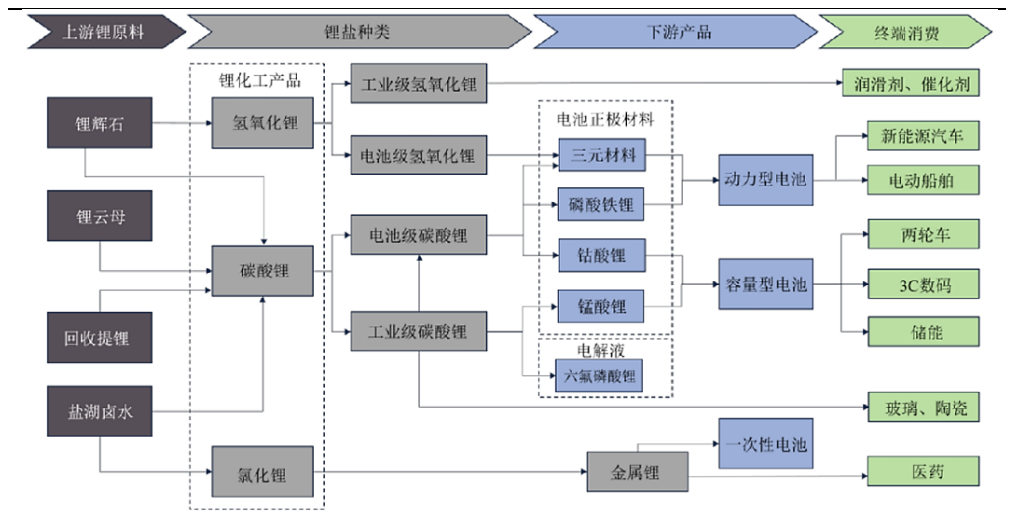 上游锂原料
锂盐种类
下游产品
终端消费
锂化工产品
工业级氢氧化锂
润滑剂、催化剂
锂辉石
氢氧化锂
电池正极材料
新能源汽车
电池级氢氧化锂
三元材料
动力型电池
电动船舶
锂云母
磷酸铁锂
电池级碳酸锂
两轮车
碳酸锂
钴酸锂
容量型电池
3C数码
锰酸锂
回收提锂
工业级碳酸锂
储能
电解液
六氟磷酸锂
盐湖卤水
玻璃、陶瓷
一次性电池
氯化锂
金属锂
医药